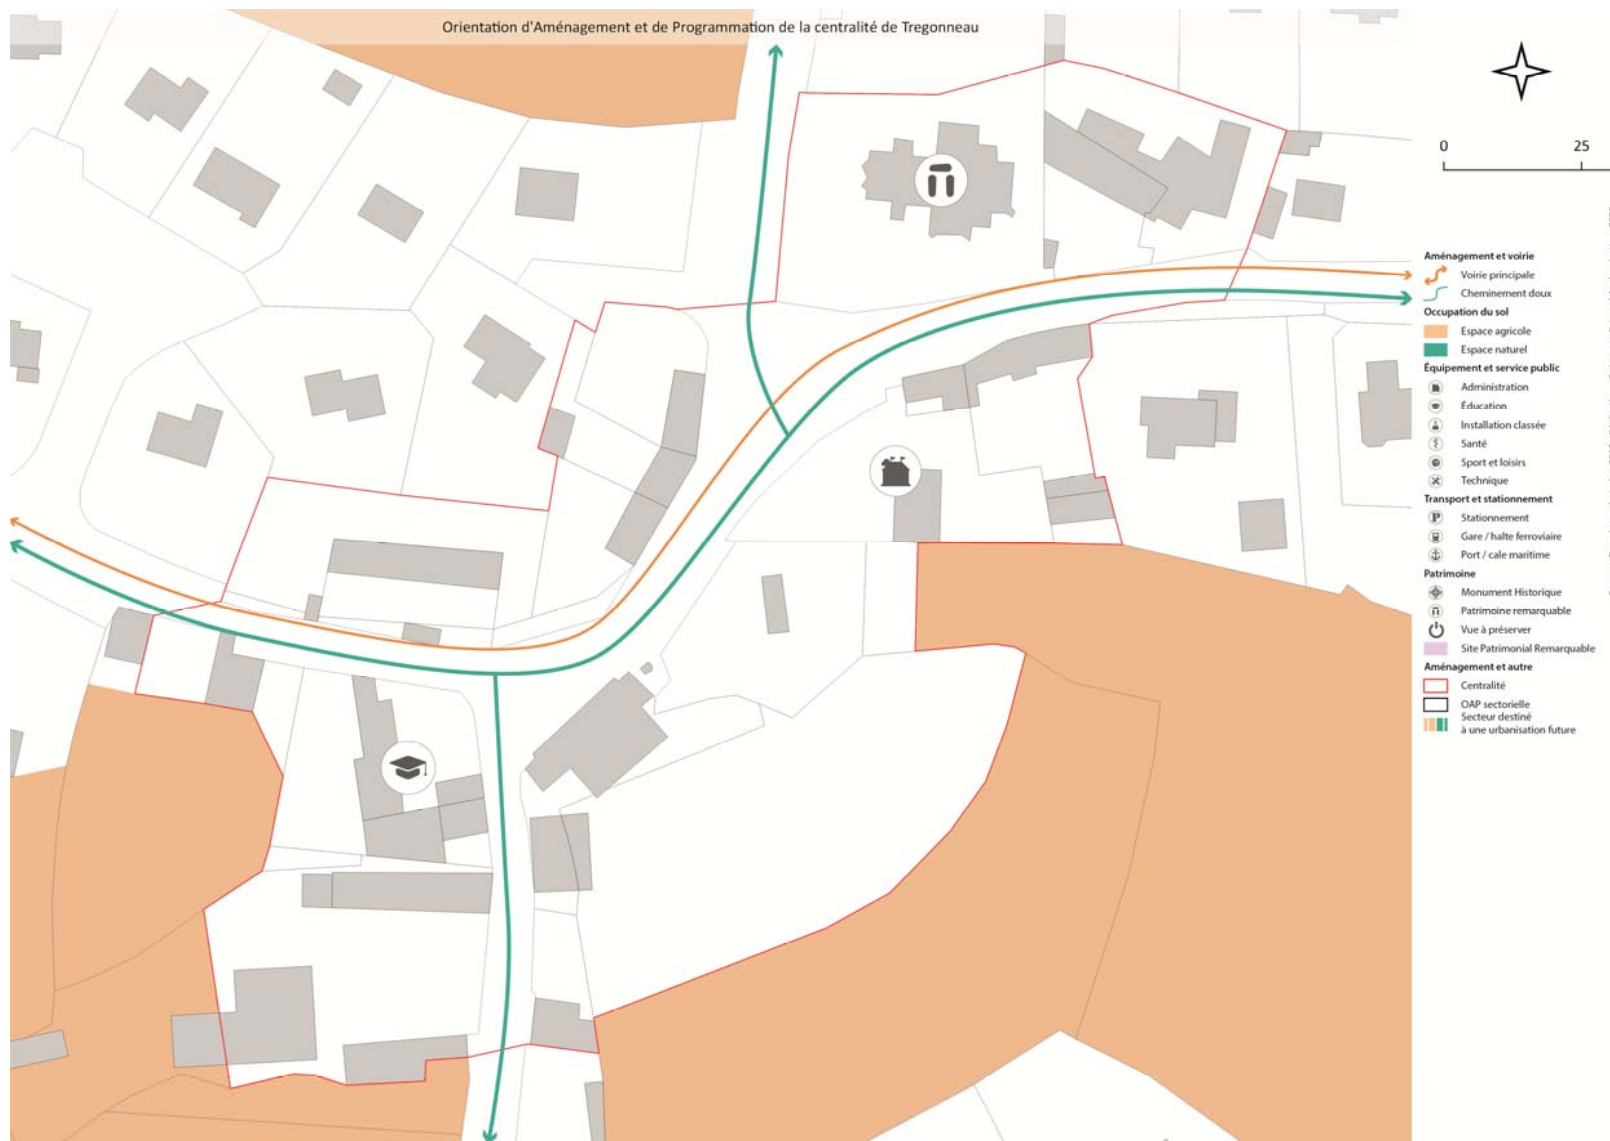 Orientation d'Aménagement et de Programmation de la centralité de Tregonneau
0 25
Aménagement et voirie
Voirie principale
Cheminement doux
Occupation du sol
Espace agricole
Espace naturel
Équipement et service public
Administration
Éducation
Installation classée
Santé
Sport et loisirs
Technique
Transport et stationnement
P Stationnement
Gare / halte ferroviaire
Port / cale maritime
Patrimoine
Monument Historique
Patrimoine remarquable
Vue à préserver
Site Patrimonial Remarquable
Aménagement et autre
Centralité
OAP sectorielle
Secteur destiné
à une urbanisation future